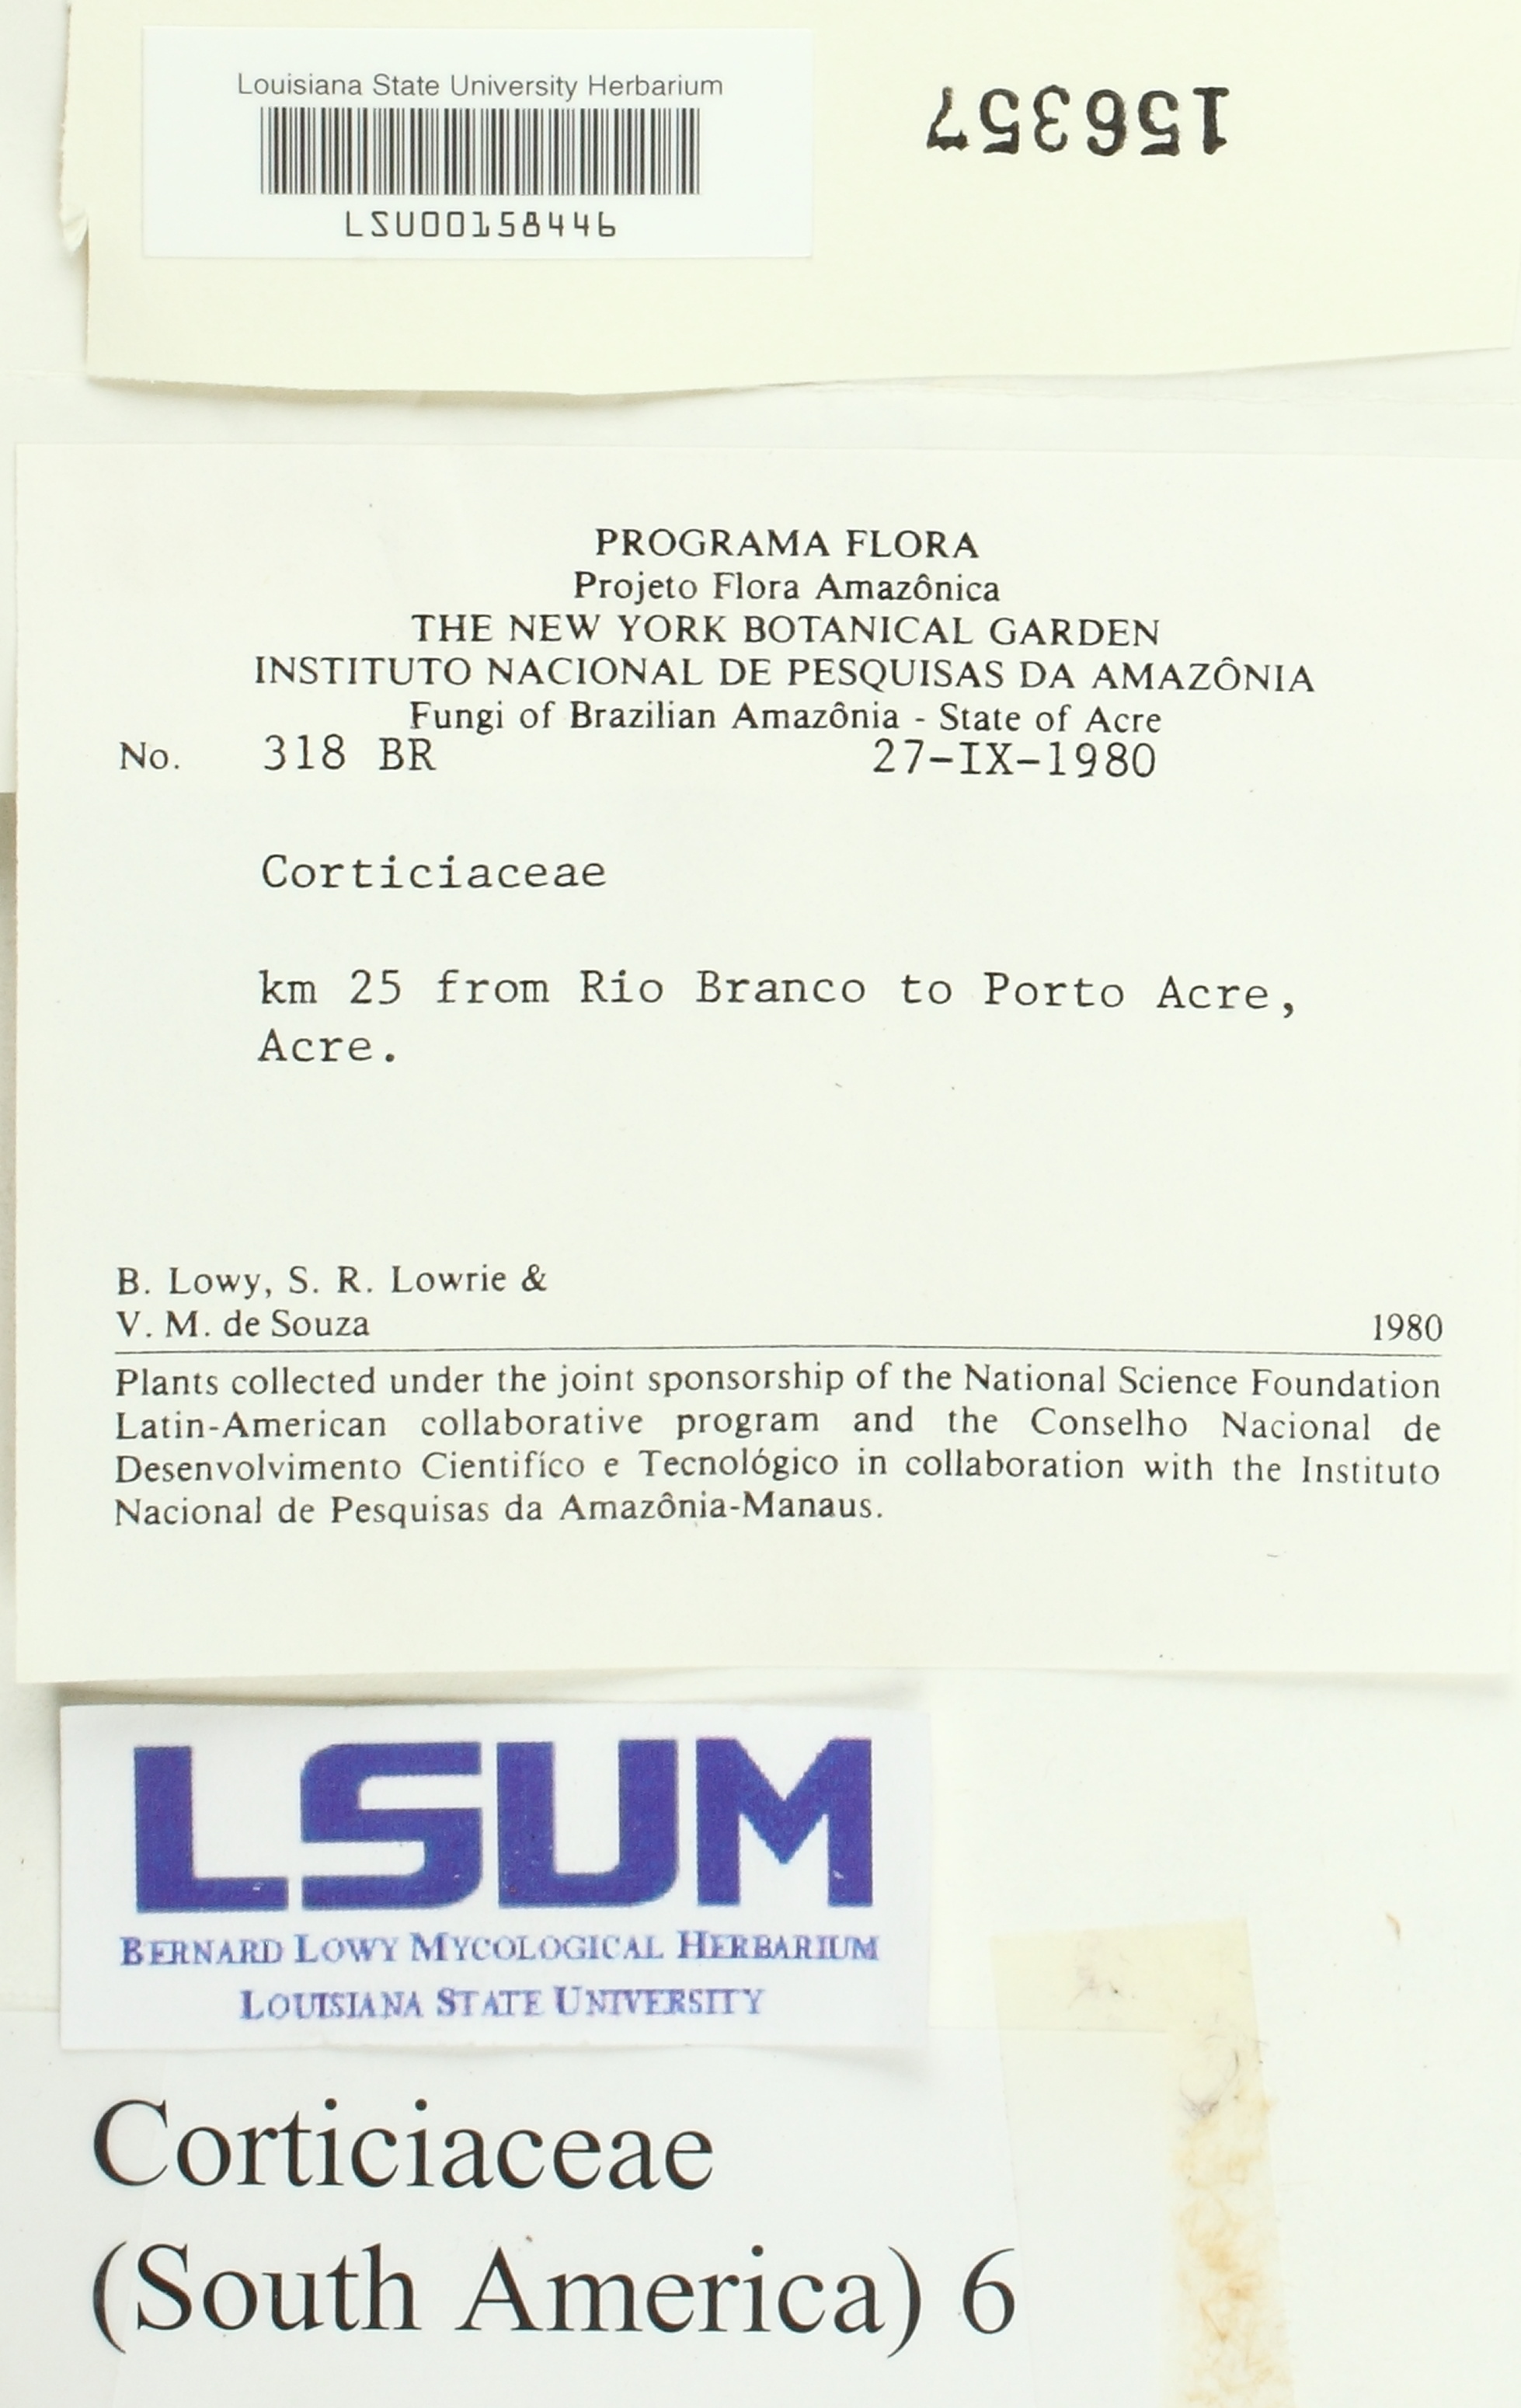 Louisiana State University Herbarium
LSU00158446
156357
PROGRAMA FLORA
Projeto Flora Amazônica
THE NEW YORK BOTANICAL GARDEN
INSTITUTO NACIONAL DE PESQUISAS DA AMAZÔNIA
Fungi of Brazilian Amazônia - State of Acre
No. 318 BR 27-IX-1980
Corticiaceae
km 25 from Rio Branco to Porto Acre,
Acre.
B. Lowy, S. R. Lowrie &
V. M. de Souza 1980
Plants collected under the joint sponsorship of the National Science Foundation
Latin-American collaborative program and the Conselho Nacional de
Desenvolvimento Cientifíco e Tecnológico in collaboration with the Instituto
Nacional de Pesquisas da Amazônia-Manaus.
LSUM
BERNARD LOWY MYCOLOGICAL HERBARIUM
LOUISIANA STATE UNIVERSITY
Corticiaceae
(South America) 6